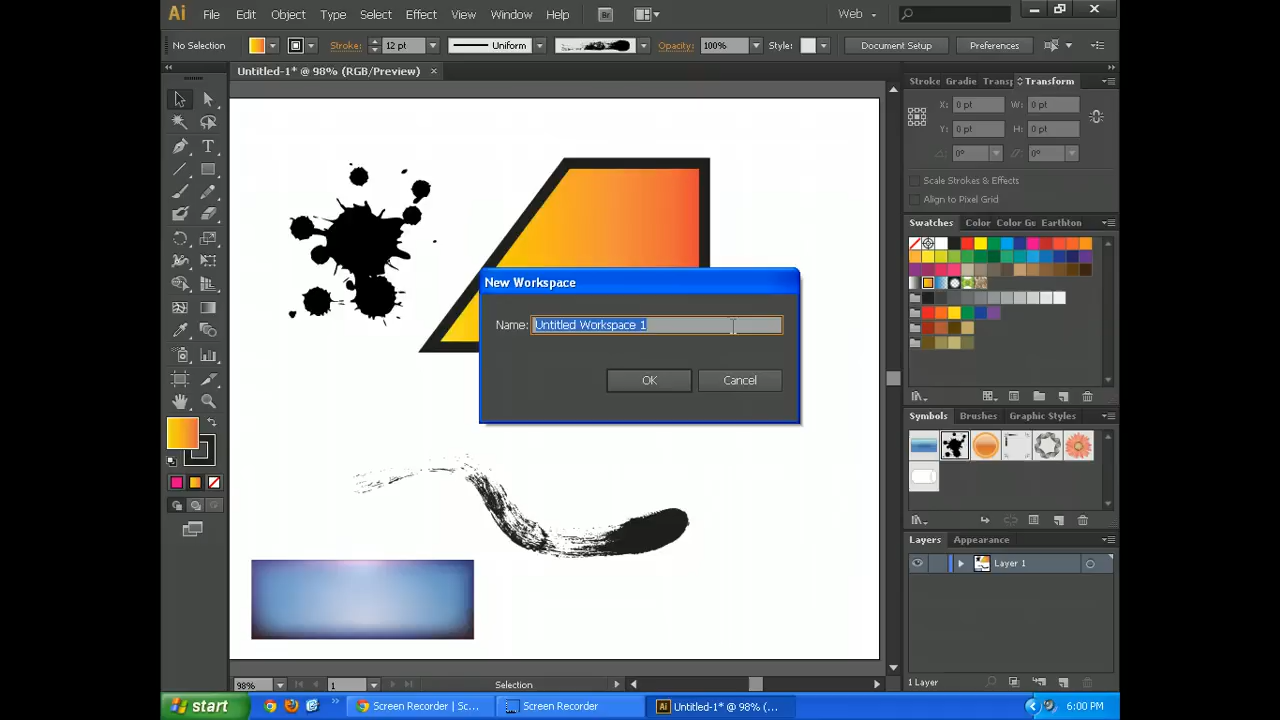 Ai File Edit Object Type Select Effect View Window Help Br Web
No Selection Stroke: 12 pt Uniform Opacity: 100% Style: Document Setup Preferences
Untitled-1* @ 98% (RGB/Preview) ×
Stroke Gradie Transp Transform
X: 0 pt W: 0 pt
Y: 0 pt H: 0 pt
0° 0°
Scale Strokes & Effects
Align to Pixel Grid
Swatches Color Color Gu Earthton
New Workspace
Name: Untitled Workspace 1
OK Cancel
Symbols Brushes Graphic Styles
Layers Appearance
Layer 1
1 Layer
98% 1 Selection
start Screen Recorder | Sc... Screen Recorder Untitled-1* @ 98% (... 6:00 PM